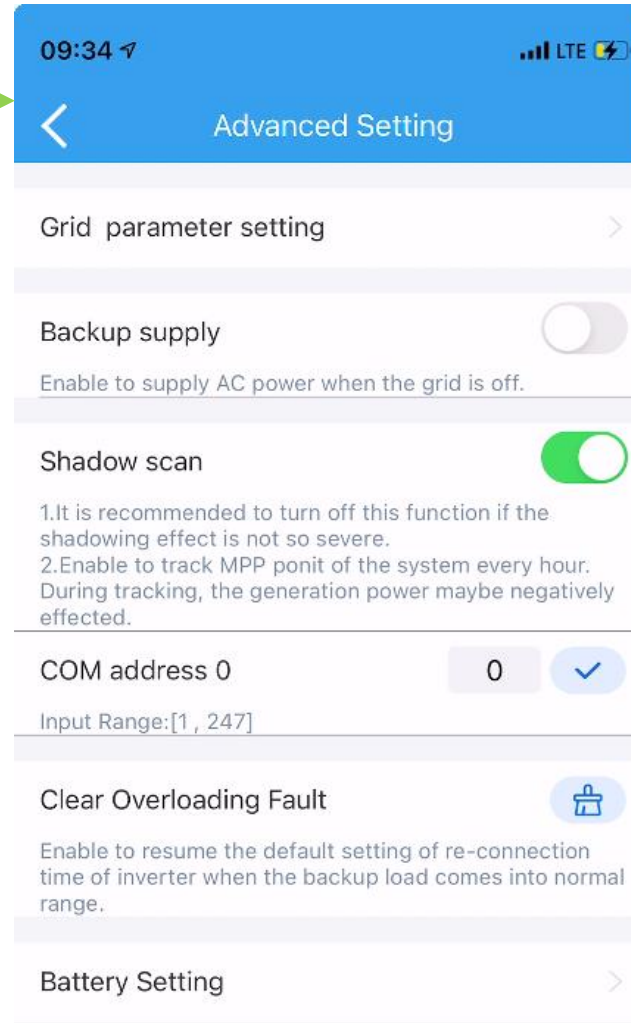 09:34 LTE
Advanced Setting
Grid parameter setting
Backup supply
Enable to supply AC power when the grid is off.
Shadow scan
1.It is recommended to turn off this function if the
shadowing effect is not so severe.
2.Enable to track MPP ponit of the system every hour.
During tracking, the generation power maybe negatively
effected.
COM address 0 0
Input Range:[1 , 247]
Clear Overloading Fault
Enable to resume the default setting of re-connection
time of inverter when the backup load comes into normal
range.
Battery Setting